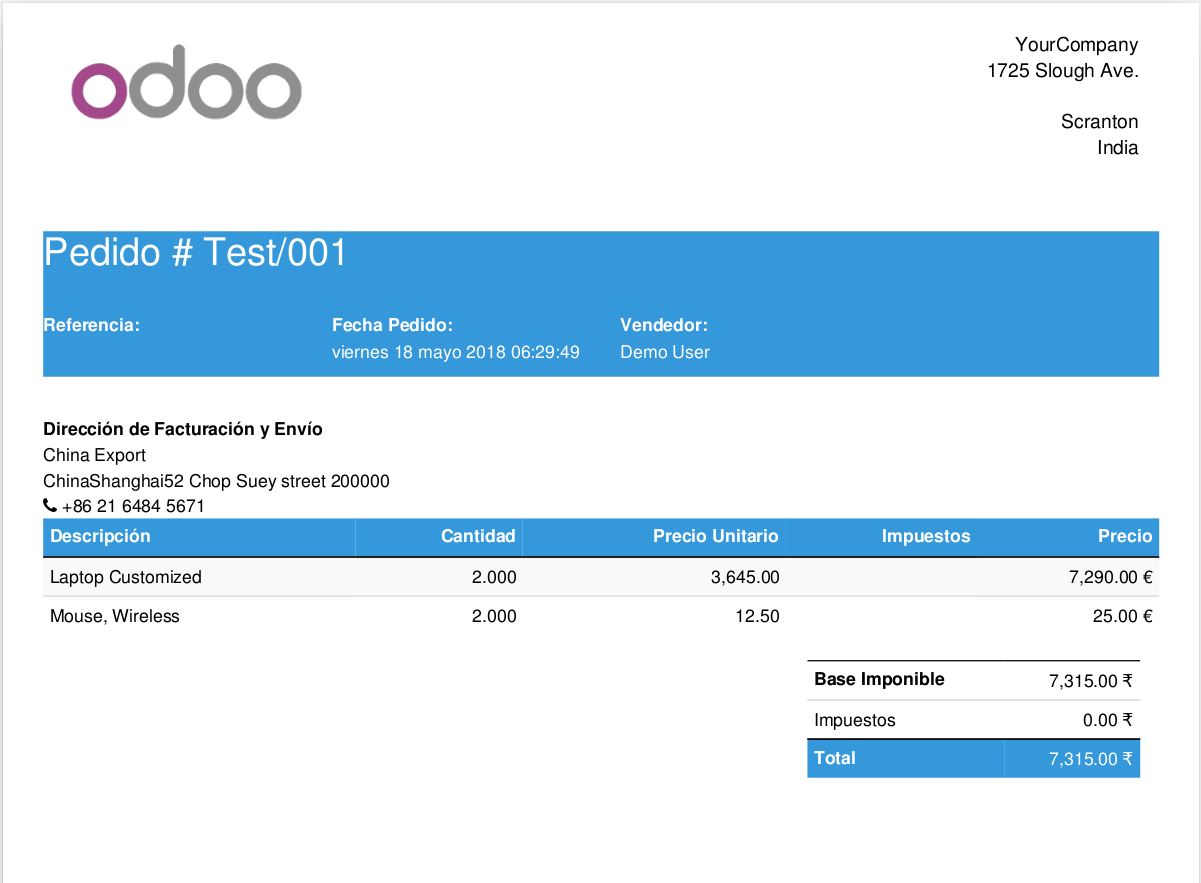 odoo
YourCompany
1725 Slough Ave.
Scranton
India
Pedido # Test/001
Referencia: Fecha Pedido: Vendedor:
viernes 18 mayo 2018 06:29:49 Demo User
Dirección de Facturación y Envío
China Export
ChinaShanghai52 Chop Suey street 200000
+86 21 6484 5671
Descripción Cantidad Precio Unitario Impuestos Precio
Laptop Customized 2.000 3,645.00 7,290.00 €
Mouse, Wireless 2.000 12.50 25.00 €
Base Imponible 7,315.00 ₹
Impuestos 0.00 ₹
Total 7,315.00 ₹